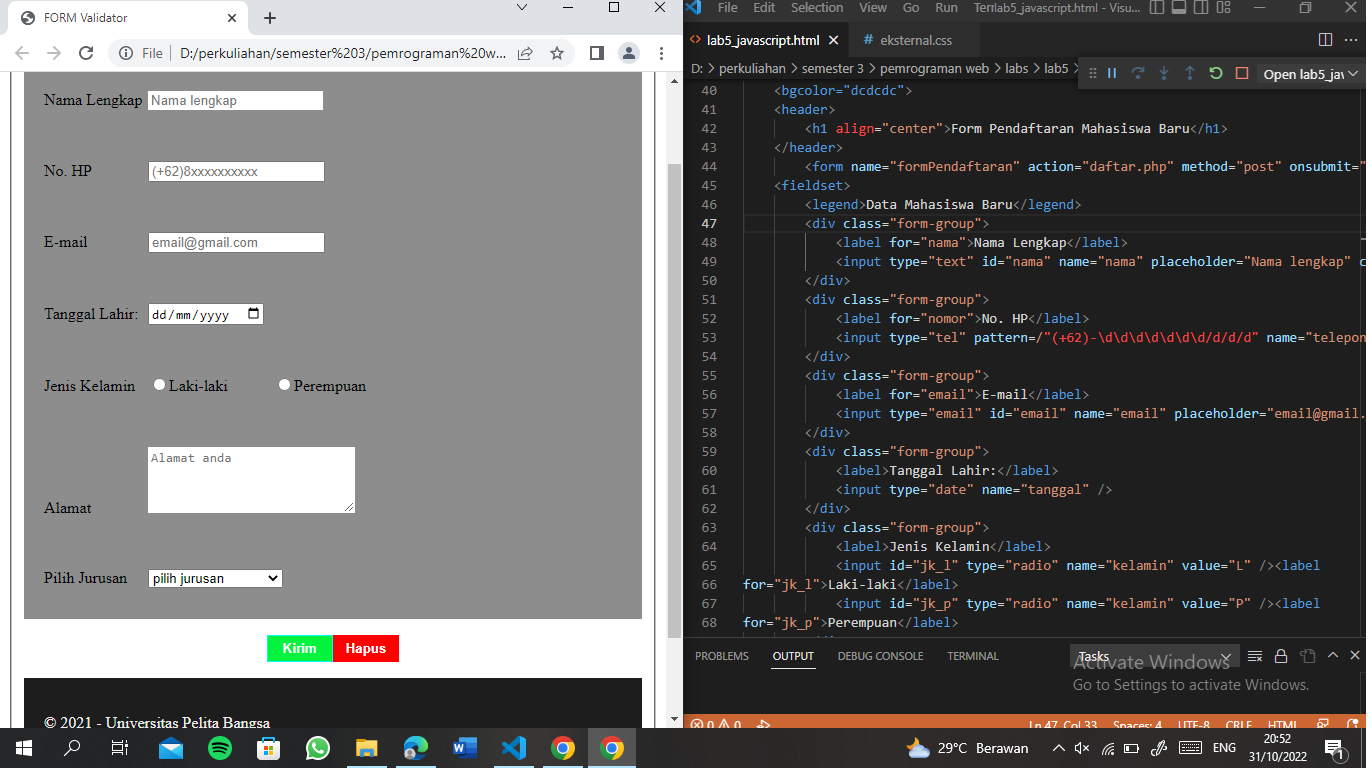 FORM Validator
File
D:/perkuliahan/semester%203/pemrograman%20w...
Nama Lengkap
Nama lengkap
No. HP
(+62)8xxxxxxxxxx
E-mail
email@gmail.com
Tanggal Lahir:
dd/mm/yyyy
Jenis Kelamin
Laki-laki
Perempuan
Alamat anda
Alamat
Pilih Jurusan
pilih jurusan
Kirim
Hapus
© 2021 - Universitas Pelita Bangsa
File Edit Selection View Go Run
lab5_javascript.html - Visu...
lab5_javascript.html
# eksternal.css
D: > perkuliahan > semester 3 > pemrograman web > labs > lab5 >
Open lab5_jav
40 <bgcolor="dcdcdc">
41 <header>
42 <h1 align="center">Form Pendaftaran Mahasiswa Baru</h1>
43 </header>
44 <form name="formPendaftaran" action="daftar.php" method="post" onsubmit="
45 <fieldset>
46 <legend>Data Mahasiswa Baru</legend>
47 <div class="form-group">
48 <label for="nama">Nama Lengkap</label>
49 <input type="text" id="nama" name="nama" placeholder="Nama lengkap" c
50 </div>
51 <div class="form-group">
52 <label for="nomor">No. HP</label>
53 <input type="tel" pattern=/"(+62)-\d\d\d\d\d\d\d/d/d/d" name="telepon
54 </div>
55 <div class="form-group">
56 <label for="email">E-mail</label>
57 <input type="email" id="email" name="email" placeholder="email@gmail.
58 </div>
59 <div class="form-group">
60 <label>Tanggal Lahir:</label>
61 <input type="date" name="tanggal" />
62 </div>
63 <div class="form-group">
64 <label>Jenis Kelamin</label>
65 <input id="jk_l" type="radio" name="kelamin" value="L" /><label
66 for="jk_l">Laki-laki</label>
67 <input id="jk_p" type="radio" name="kelamin" value="P" /><label
68 for="jk_p">Perempuan</label>
PROBLEMS OUTPUT DEBUG CONSOLE TERMINAL
Tasks
Activate Windows
Go to Settings to activate Windows.
0 0
Ln 47, Col 33 Spaces: 4 UTF-8 CRLF HTML
29°C Berawan
ENG
20:52
31/10/2022
1